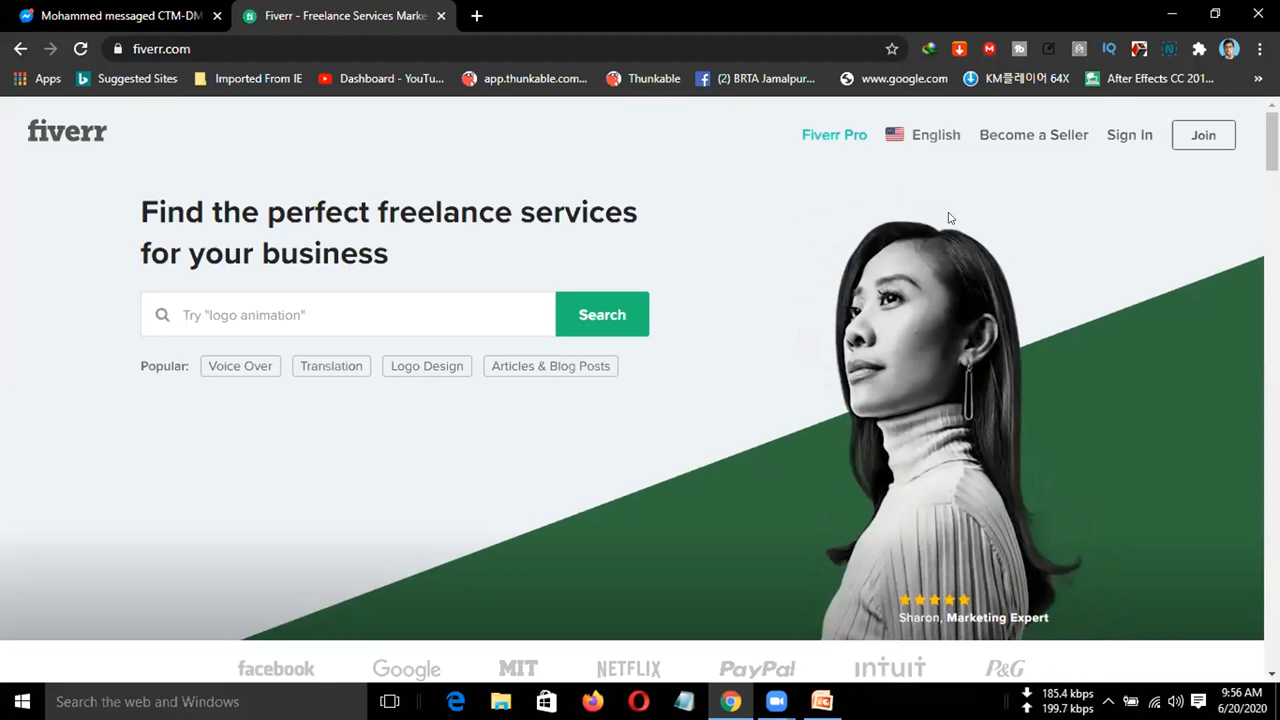 Mohammed messaged CTM-DM
Fiverr - Freelance Services Marke
fiverr.com
Apps
Suggested Sites
Imported From IE
Dashboard - YouTu...
app.thunkable.com...
Thunkable
(2) BRTA Jamalpur...
www.google.com
KM플레이어 64X
After Effects CC 201...
»
fiverr
Fiverr Pro
English
Become a Seller
Sign In
Join
Find the perfect freelance services
for your business
Try "logo animation"
Search
Popular:
Voice Over
Translation
Logo Design
Articles & Blog Posts
Sharon, Marketing Expert
facebook
Google
MIT
NETFLIX
PayPal
intuit
P&G
Search the web and Windows
185.4 kbps
199.7 kbps
9:56 AM
6/20/2020